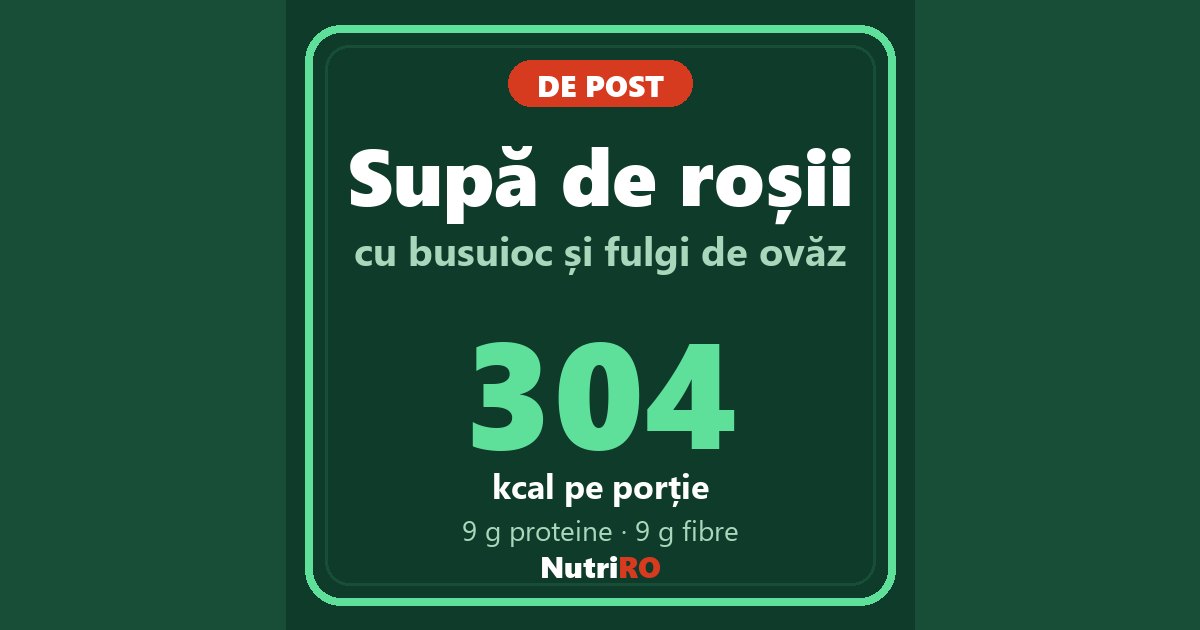 DE POST
Supă de roșii
cu busuioc și fulgi de ovăz
304
kcal pe porție
9 g proteine · 9 g fibre
NutriRO